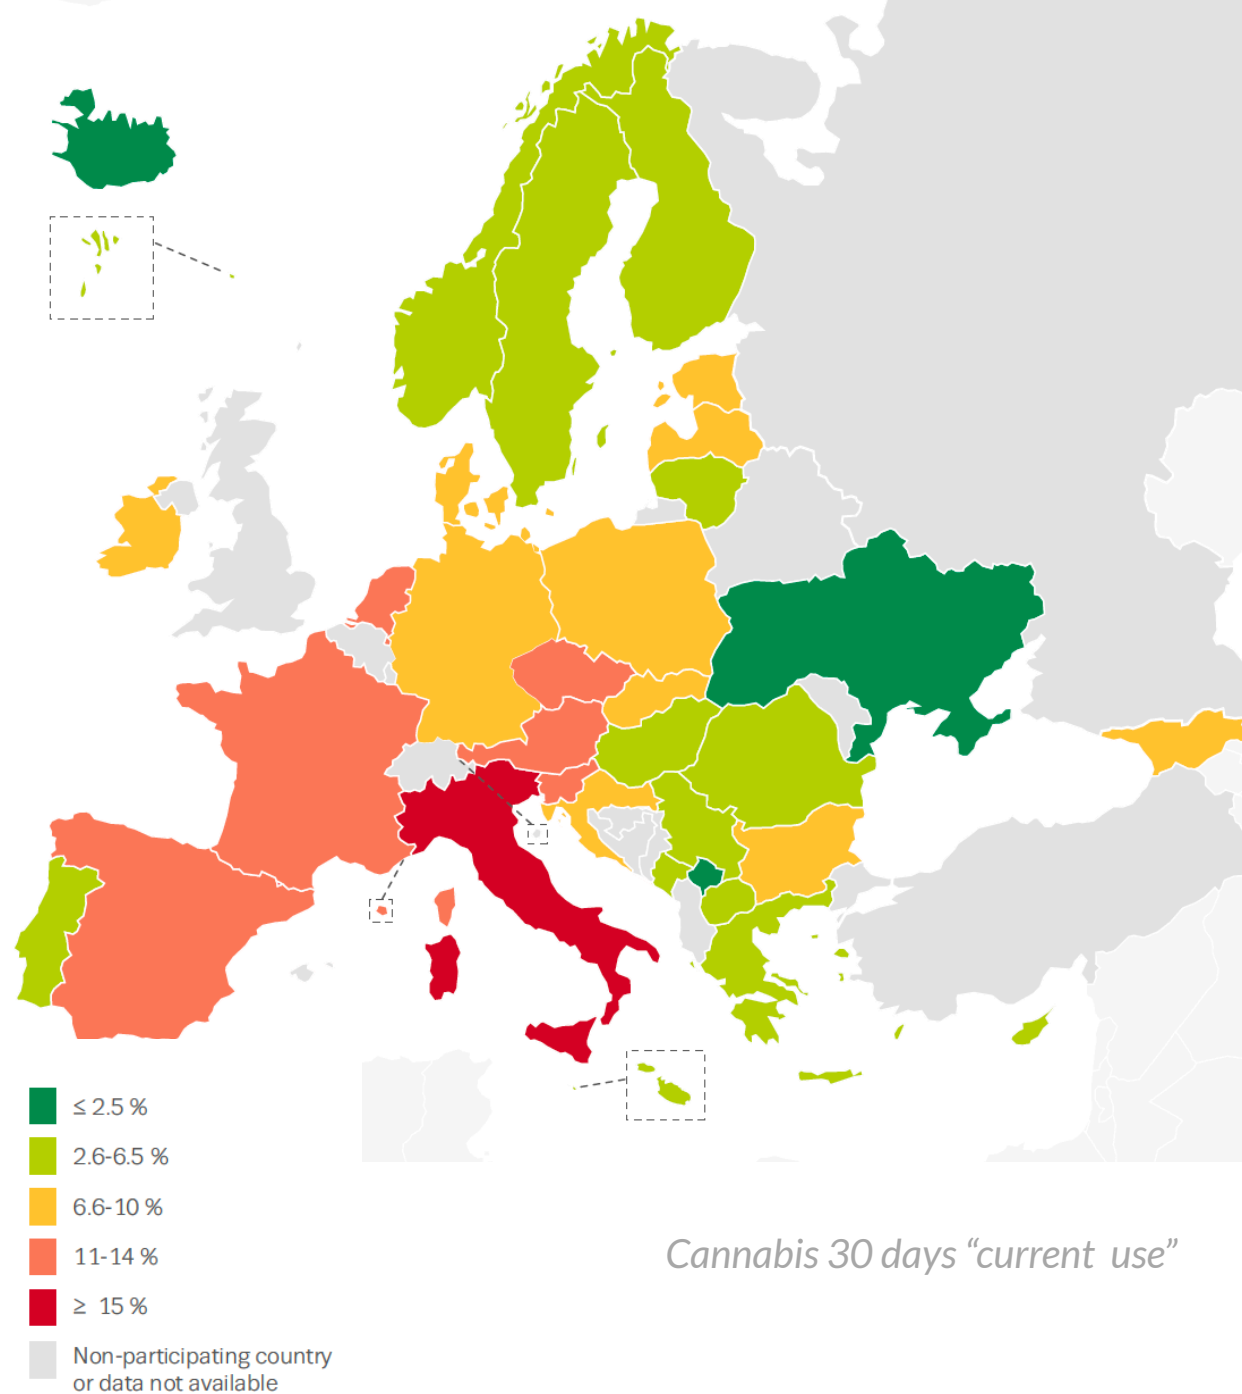 ≤ 2.5 %
2.6-6.5 %
6.6-10 %
11-14 %
≥ 15 %
Non-participating country
or data not available
Cannabis 30 days “current use”